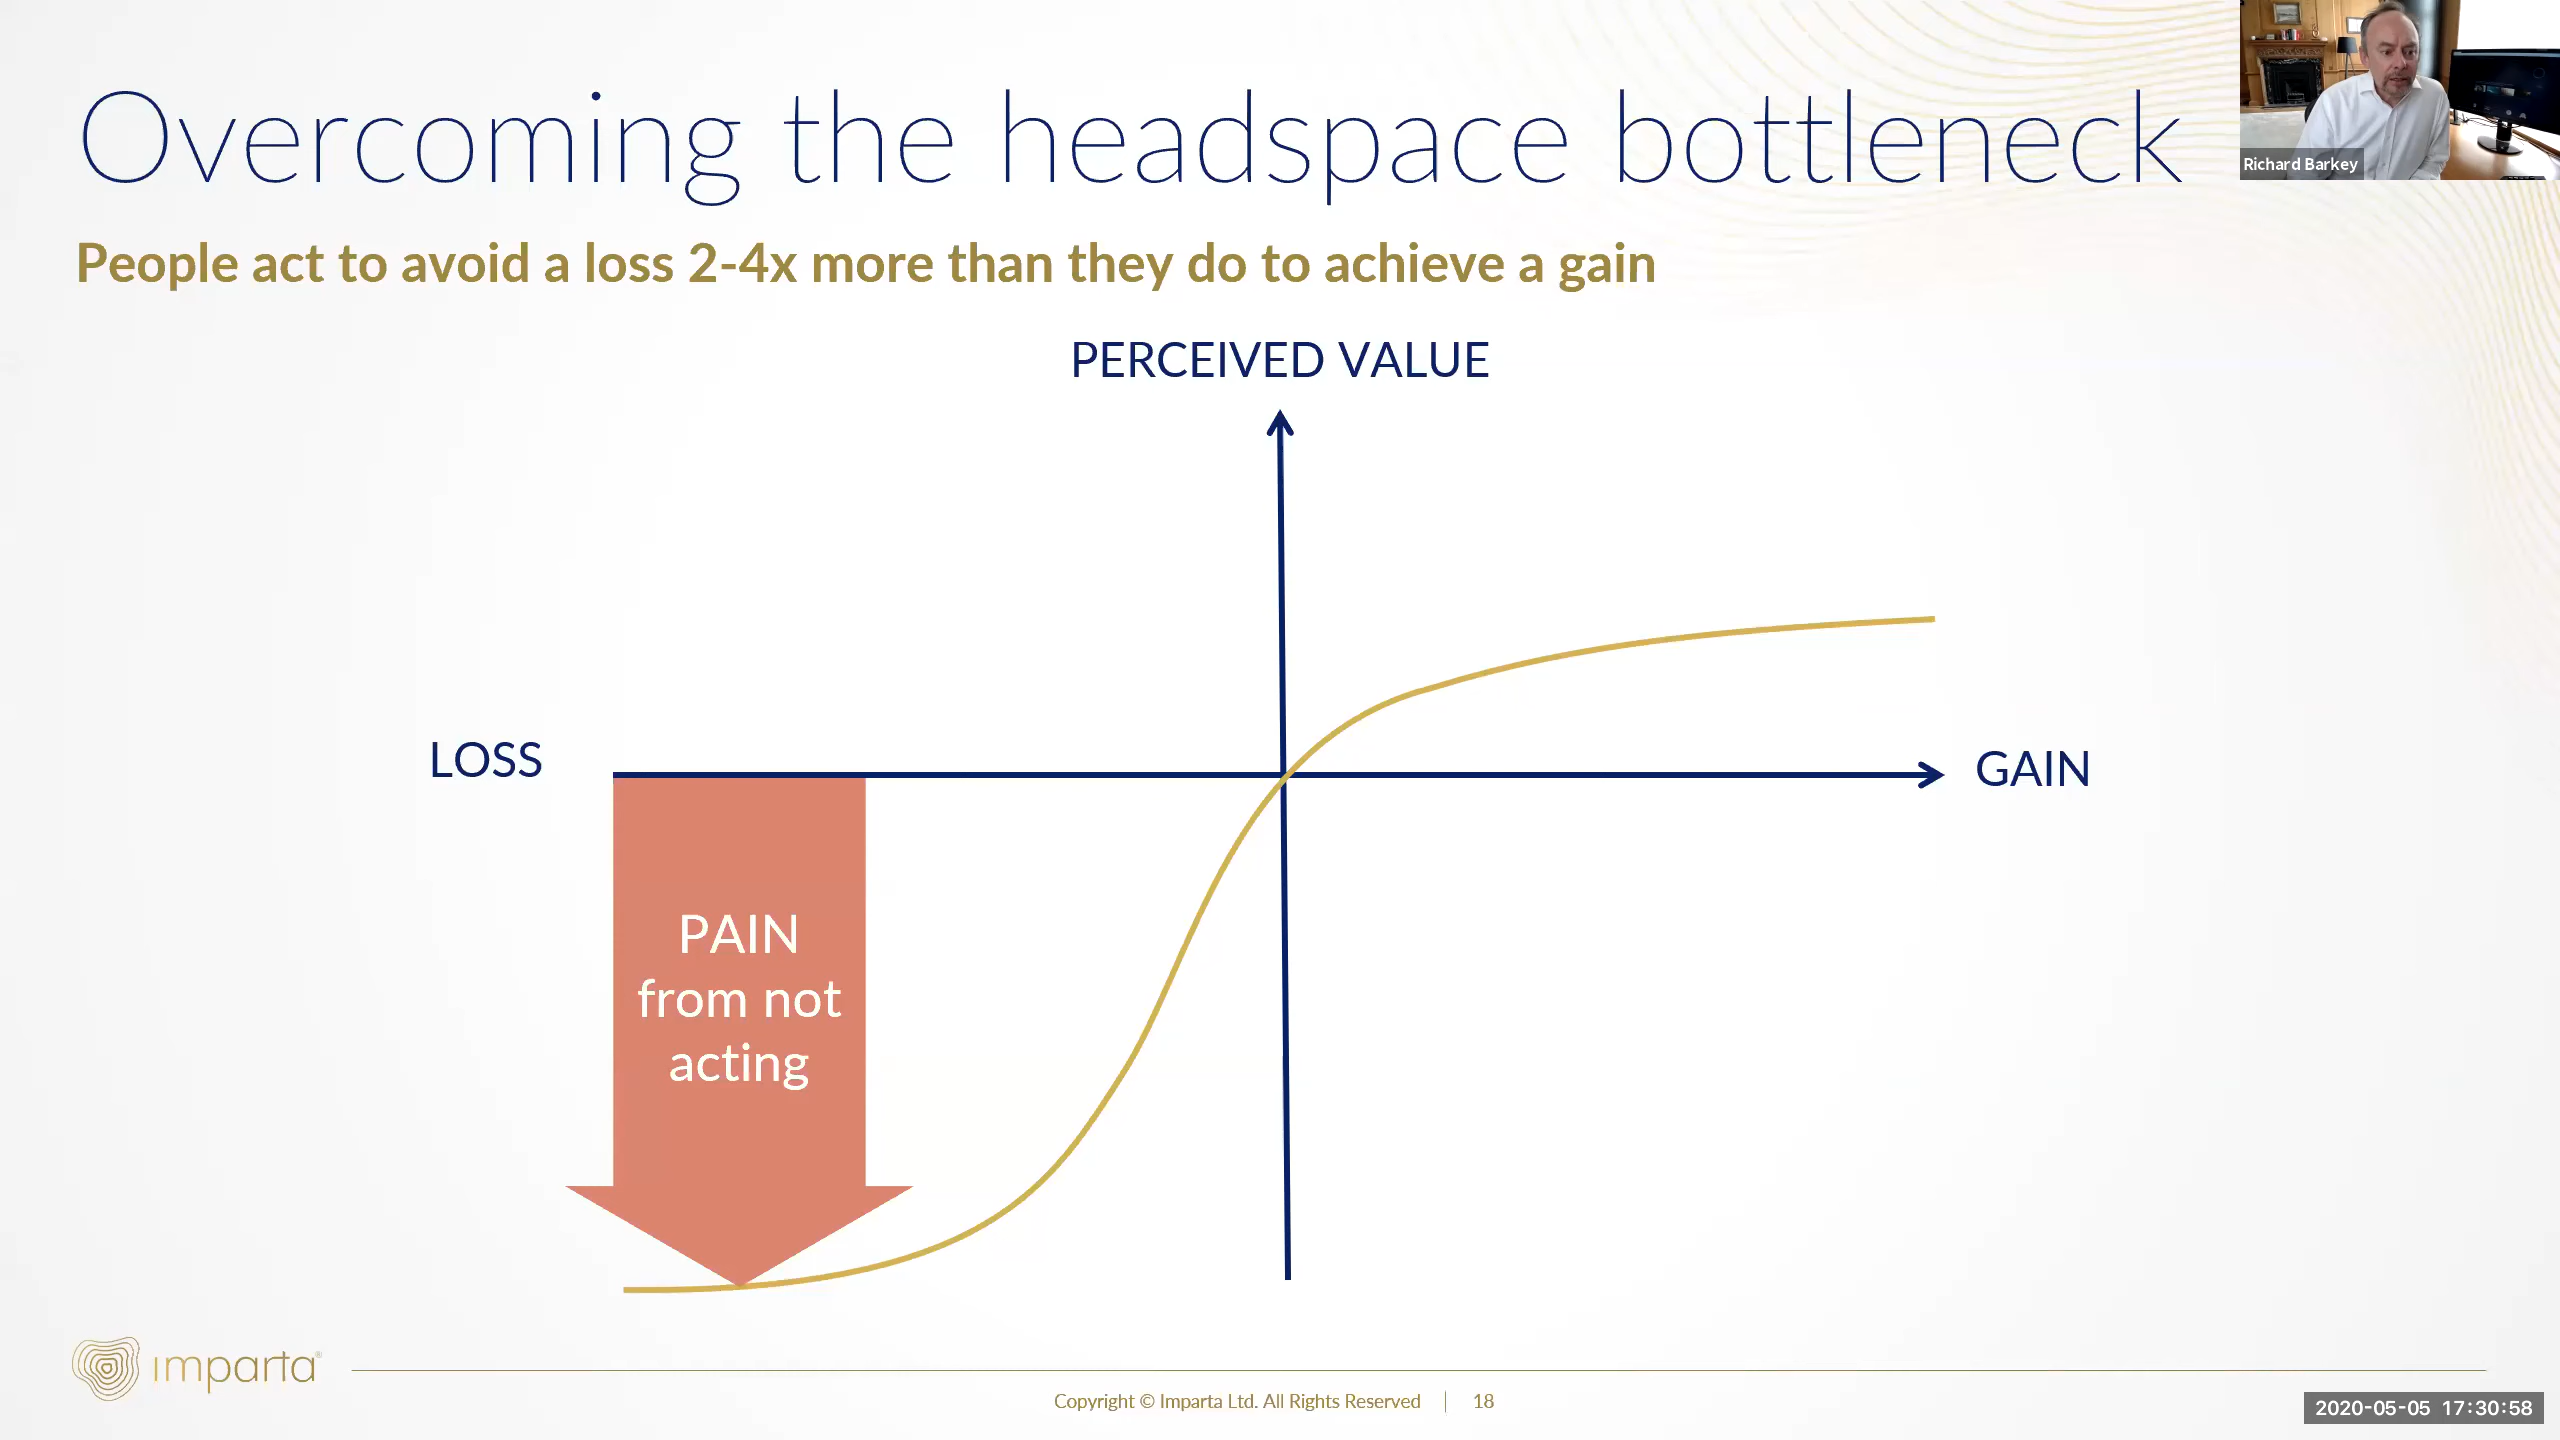 Overcoming the headspace bottleneck
Richard Barkey
People act to avoid a loss 2-4x more than they do to achieve a gain
PERCEIVED VALUE
LOSS
GAIN
PAIN
from not
acting
imparta®
Copyright © Imparta Ltd. All Rights Reserved | 18
2020-05-05 17:30:58